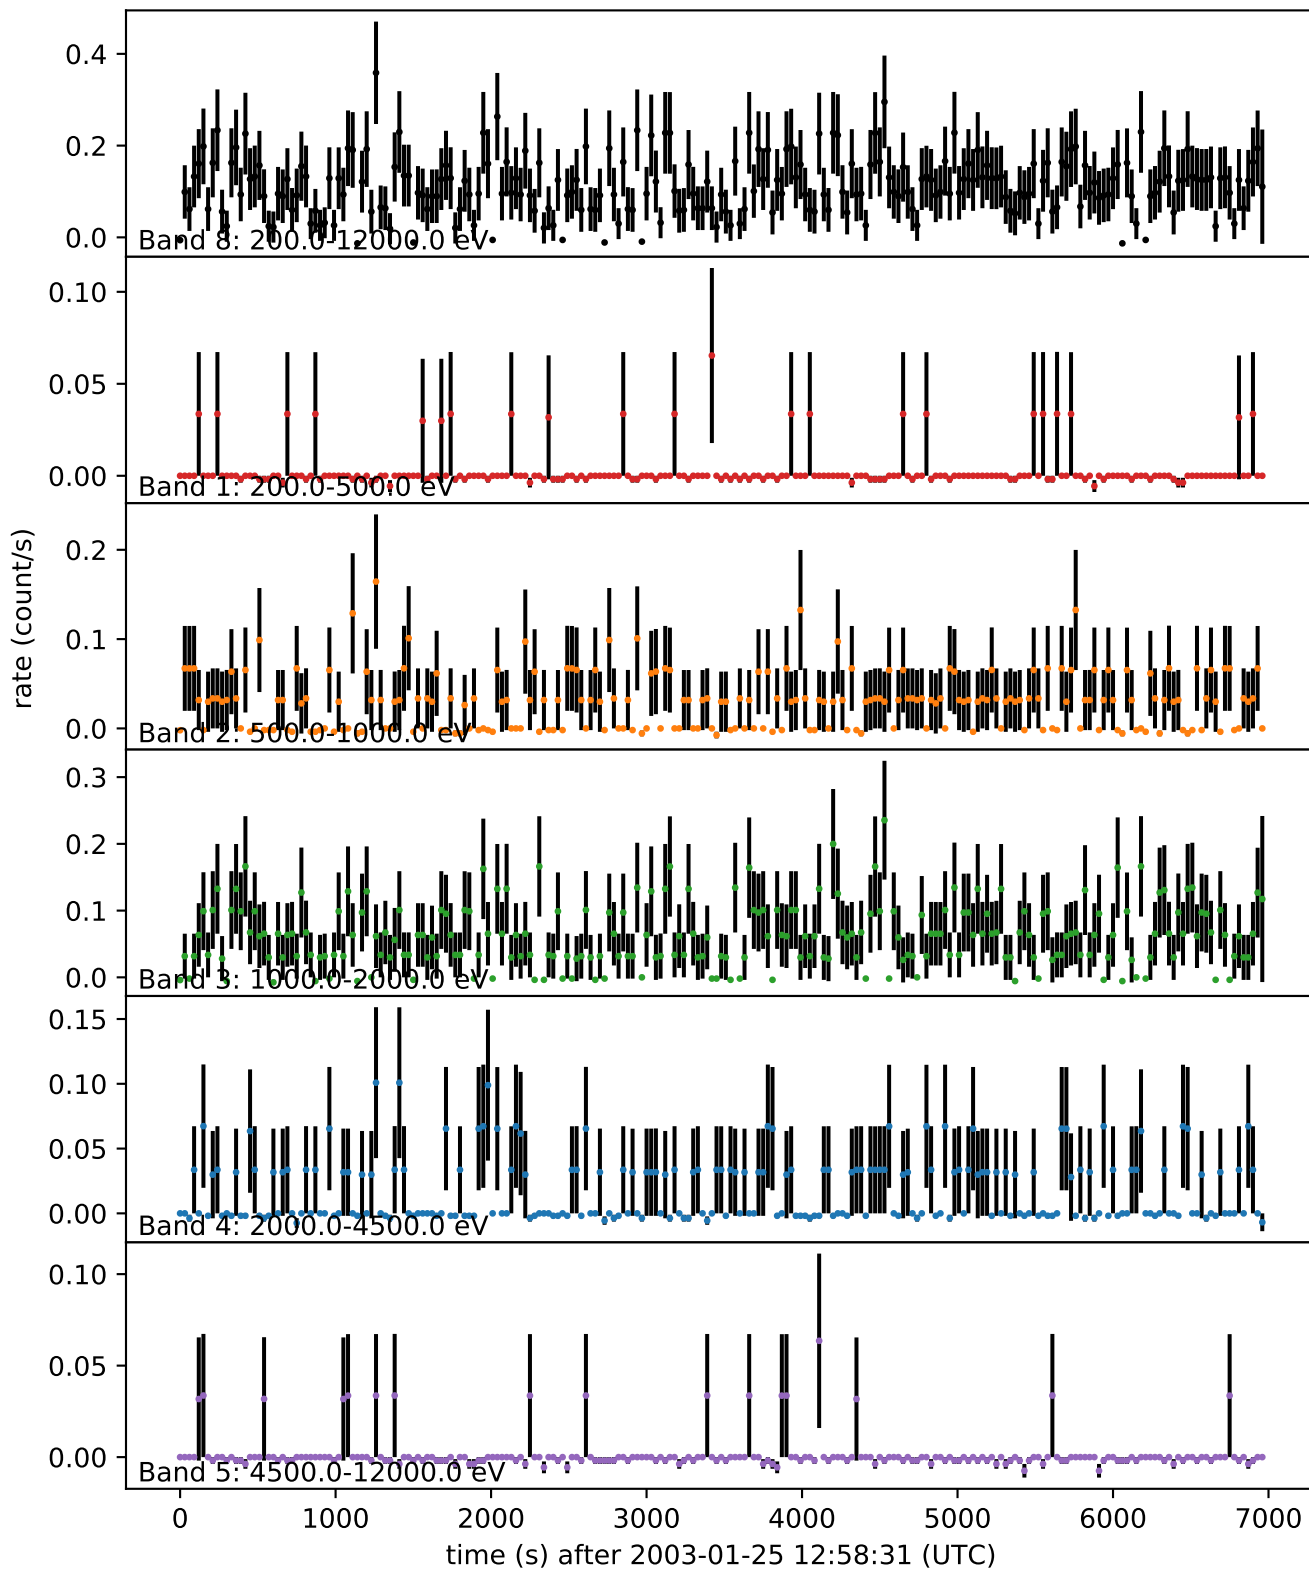 0.4
0.2
0.0
Band 8: 200.0-12000.0 eV
0.10
0.05
0.00
Band 1: 200.0-500.0 eV
rate (count/s)
0.2
0.1
0.0
Band 2: 500.0-1000.0 eV
0.3
0.2
0.1
0.0
Band 3: 1000.0-2000.0 eV
0.15
0.10
0.05
0.00
Band 4: 2000.0-4500.0 eV
0.10
0.05
0.00
Band 5: 4500.0-12000.0 eV
0 1000 2000 3000 4000 5000 6000 7000
time (s) after 2003-01-25 12:58:31 (UTC)